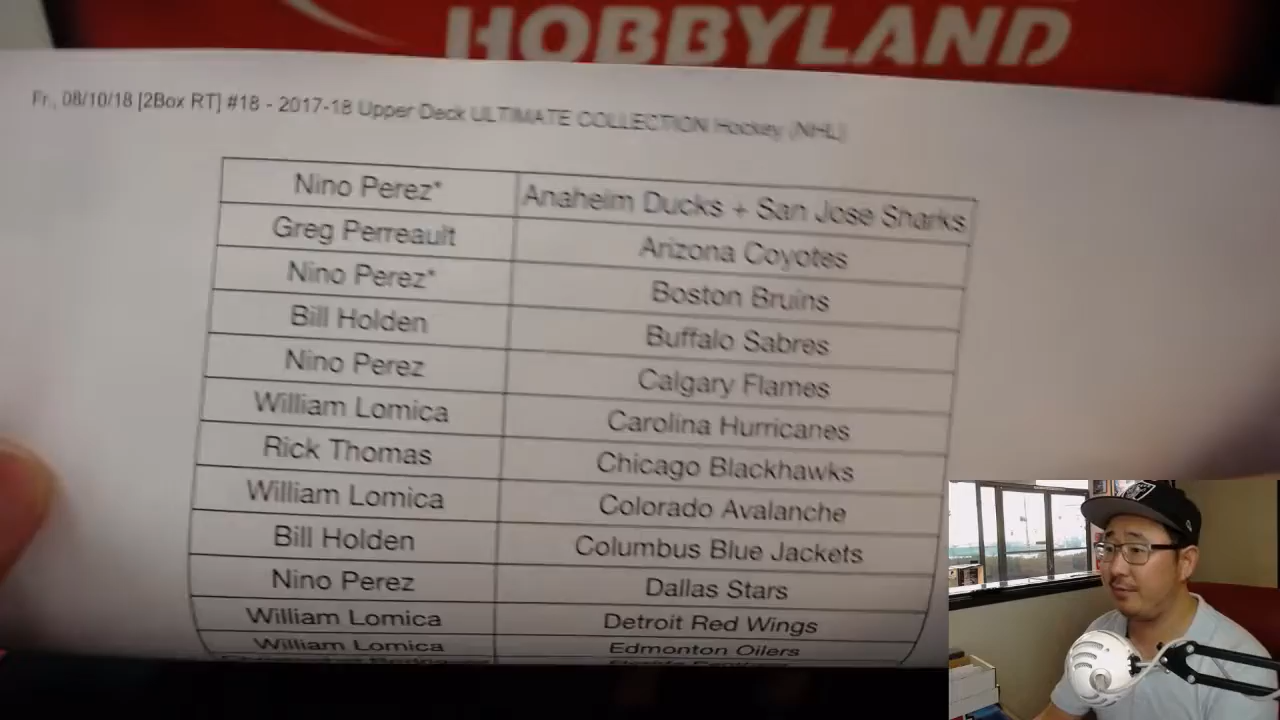 HOBBYLAND
Fr., 08/10/18 [2Box RT] #18 - 2017-18 Upper Deck ULTIMATE COLLECTION Hockey (NHL)
Nino Perez* Anaheim Ducks + San Jose Sharks
Greg Perreault Arizona Coyotes
Nino Perez* Boston Bruins
Bill Holden Buffalo Sabres
Nino Perez Calgary Flames
William Lomica Carolina Hurricanes
Rick Thomas Chicago Blackhawks
William Lomica Colorado Avalanche
Bill Holden Columbus Blue Jackets
Nino Perez Dallas Stars
William Lomica Detroit Red Wings
William Lomica Edmonton Oilers